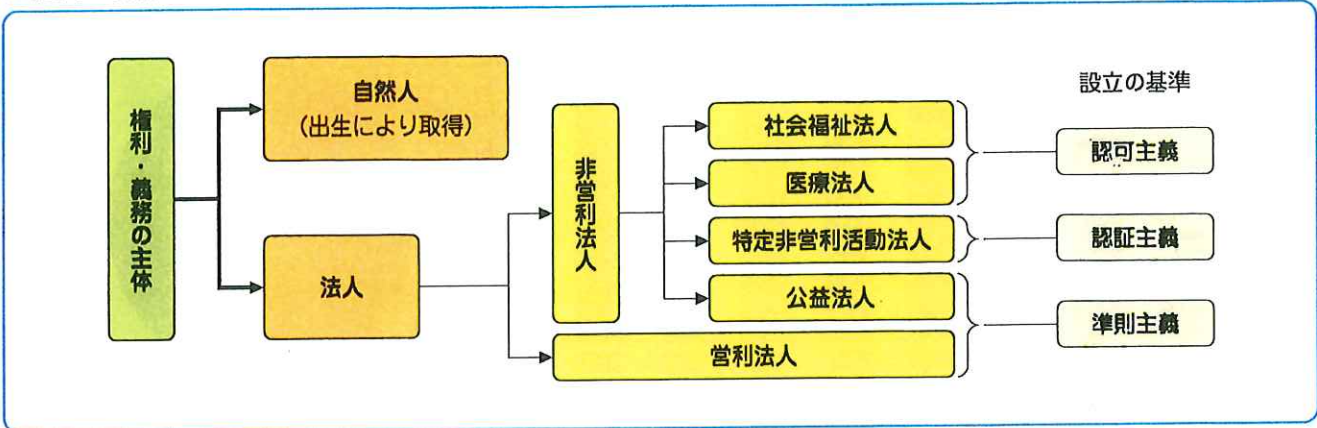 権利・義務の主体
自然人
(出生により取得)
法人
非営利法人
社会福祉法人
医療法人
特定非営利活動法人
公益法人
営利法人
設立の基準
認可主義
認証主義
準則主義